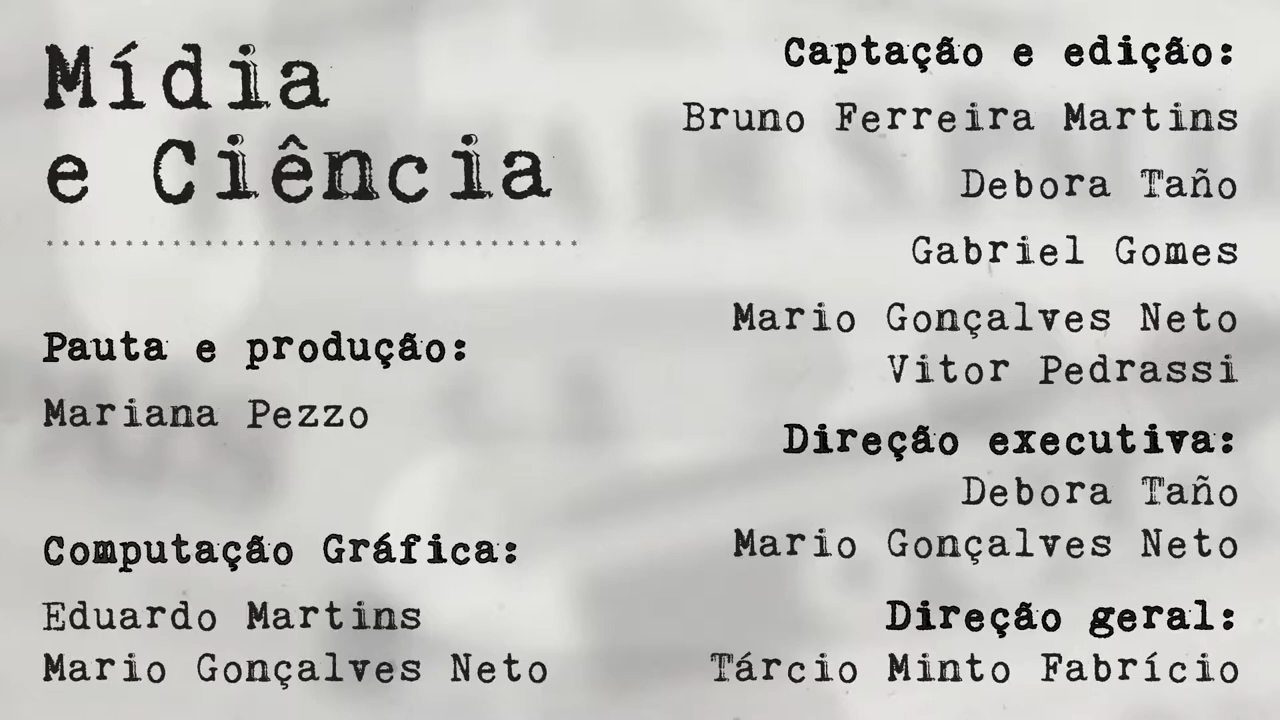 Mídia
e Ciência
Pauta e produção:
Mariana Pezzo
Computação Gráfica:
Eduardo Martins
Mario Gonçalves Neto
Captação e edição:
Bruno Ferreira Martins
Debora Taño
Gabriel Gomes
Mario Gonçalves Neto
Vitor Pedrassi
Direção executiva:
Debora Taño
Mario Gonçalves Neto
Direção geral:
Tárcio Minto Fabrício